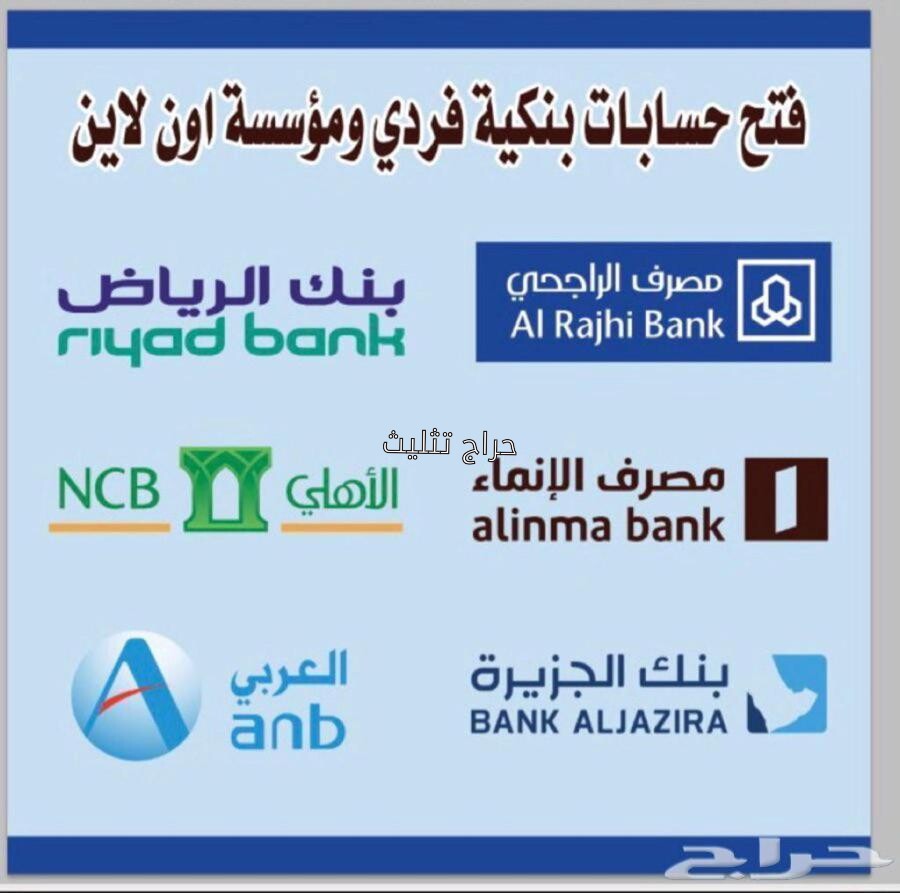 فتح حسابات بنكية فردي ومؤسسة اون لاين
مصرف الراجحي
Al Rajhi Bank
بنك الرياض
riyad bank
حراج تثليث
مصرف الإنماء
alinma bank
الأهلي NCB
بنك الجزيرة
BANK ALJAZIRA
العربي
anb
حراج